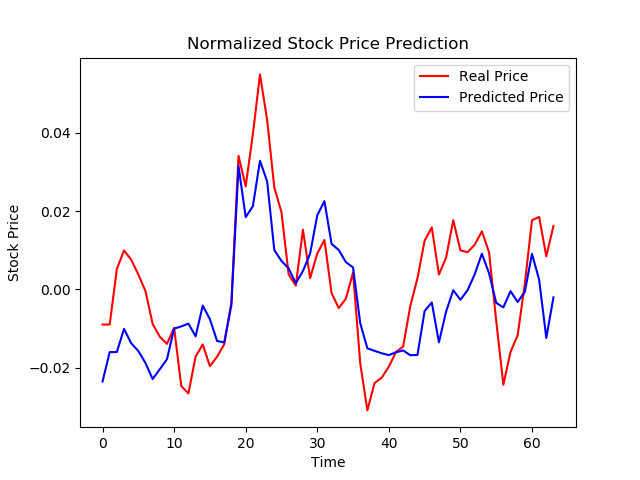 Normalized Stock Price Prediction
Real Price
Predicted Price
0.04
0.02
0.00
−0.02
Stock Price
0 10 20 30 40 50 60
Time